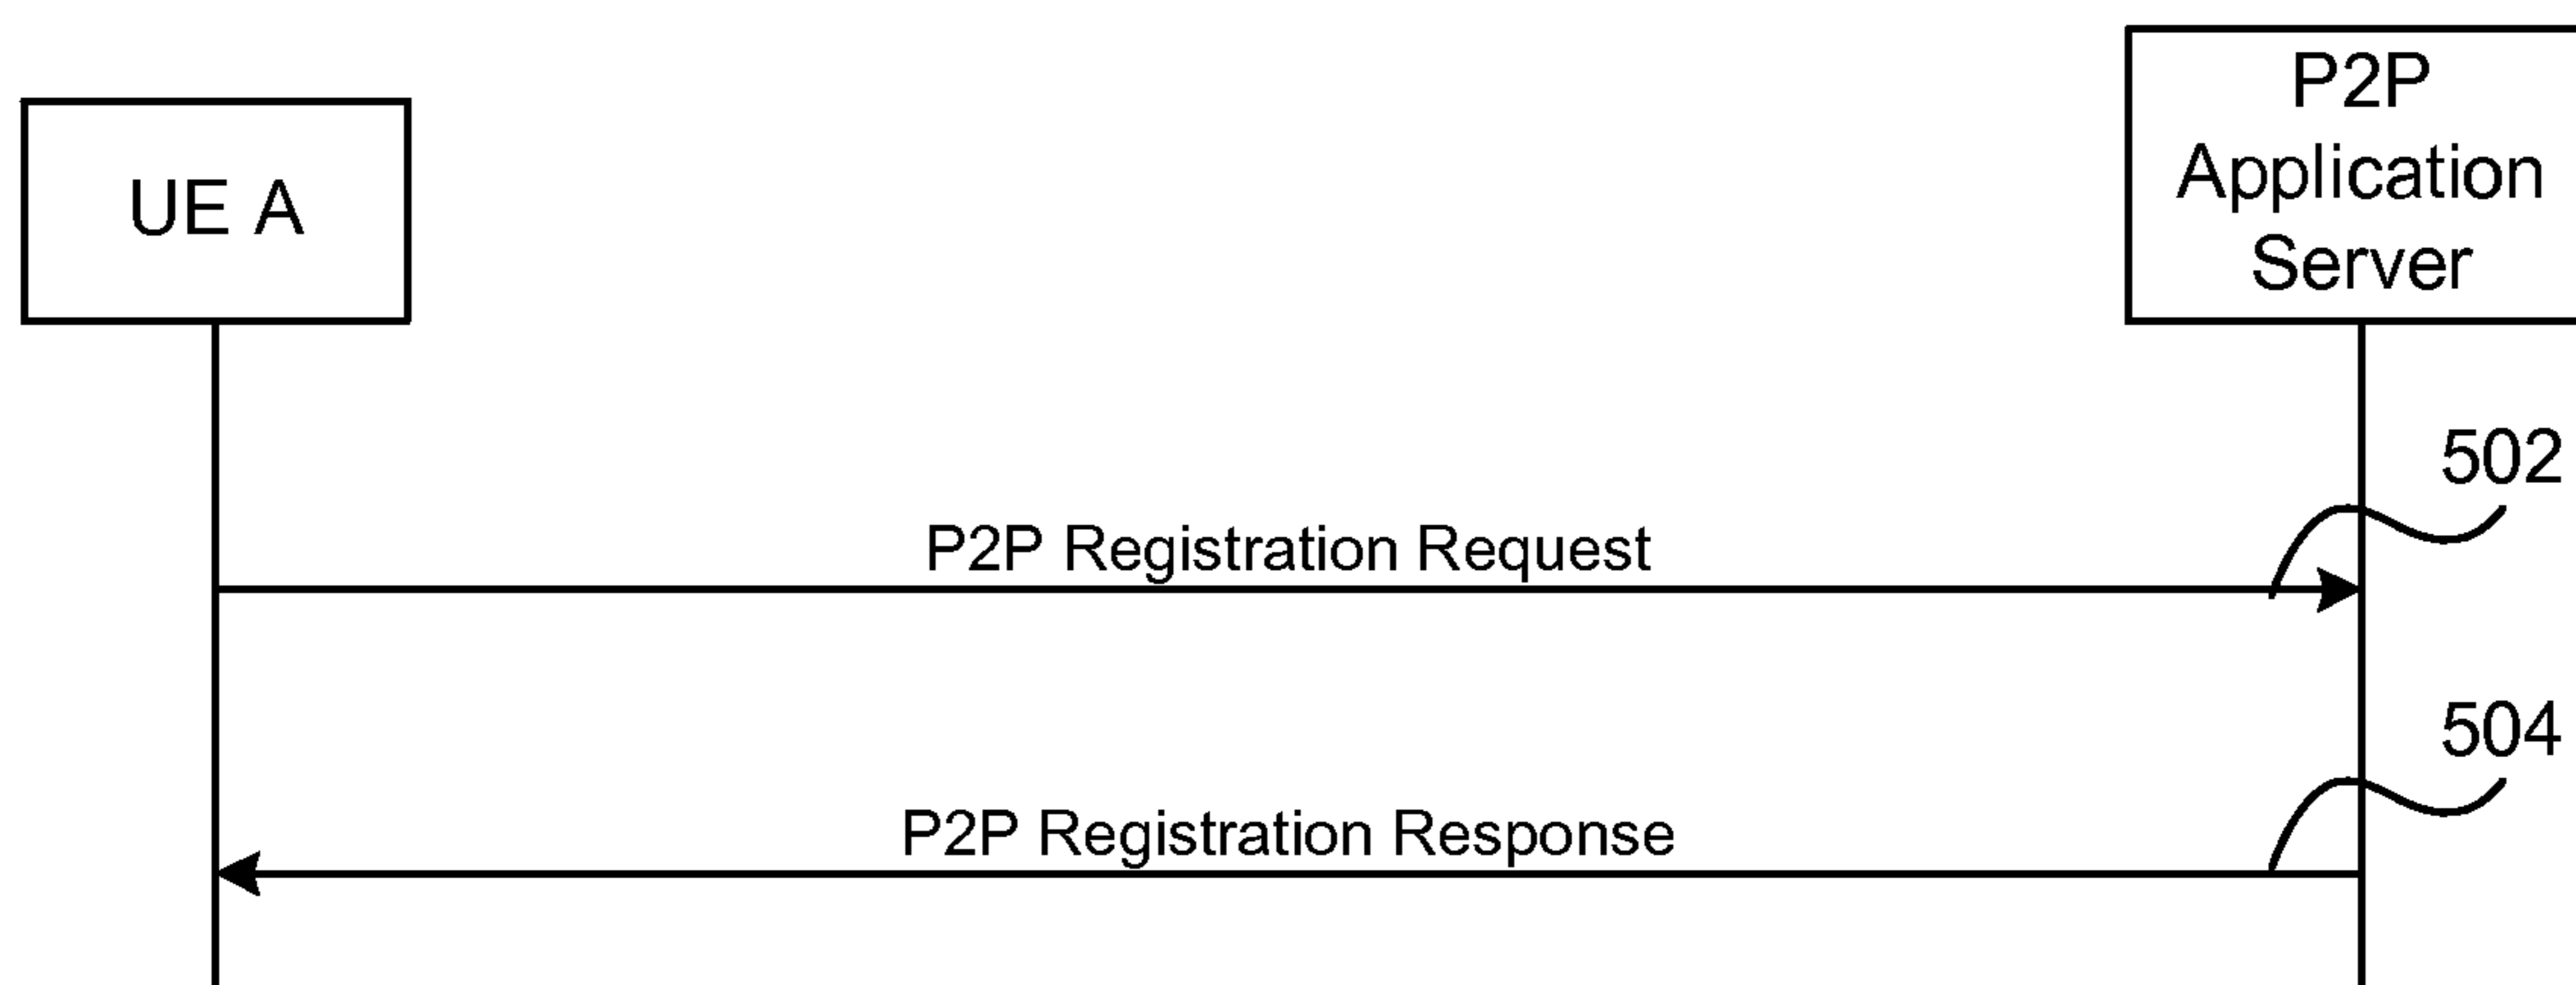 UE A
P2P
Application
Server
502
P2P Registration Request
504
P2P Registration Response